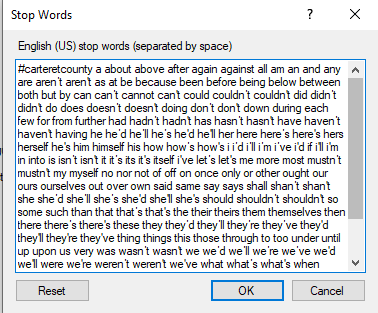 Stop Words
English (US) stop words (separated by space)
#carteretcounty a about above after again against all am an and any
are aren't aren't as at be because been before being below between
both but by can can't cannot can't could couldn't couldn't did didn't
didn't do does doesn't doesn't doing don't don't down during each
few for from further had hadn't hadn't has hasn't hasn't have haven't
haven't having he he'd he'll he's he'd he'll her here here's here's hers
herself he's him himself his how how's how's i i'd i'll i'm i've i'd if i'll i'm
in into is isn't isn't it it's its it's itself i've let's let's me more most mustn't
mustn't my myself no nor not of off on once only or other ought our
ours ourselves out over own said same say says shall shan't shan't
she she'd she'll she's she'd she'll she's should shouldn't shouldn't so
some such than that that's that's the their theirs them themselves then
there there's there's these they they'd they'll they're they've they'd
they'll they're they've thing things this those through to too under until
up upon us very was wasn't wasn't we we'd we'll we're we've we'd
we'll were we're weren't weren't we've what what's what's when
Reset
OK
Cancel